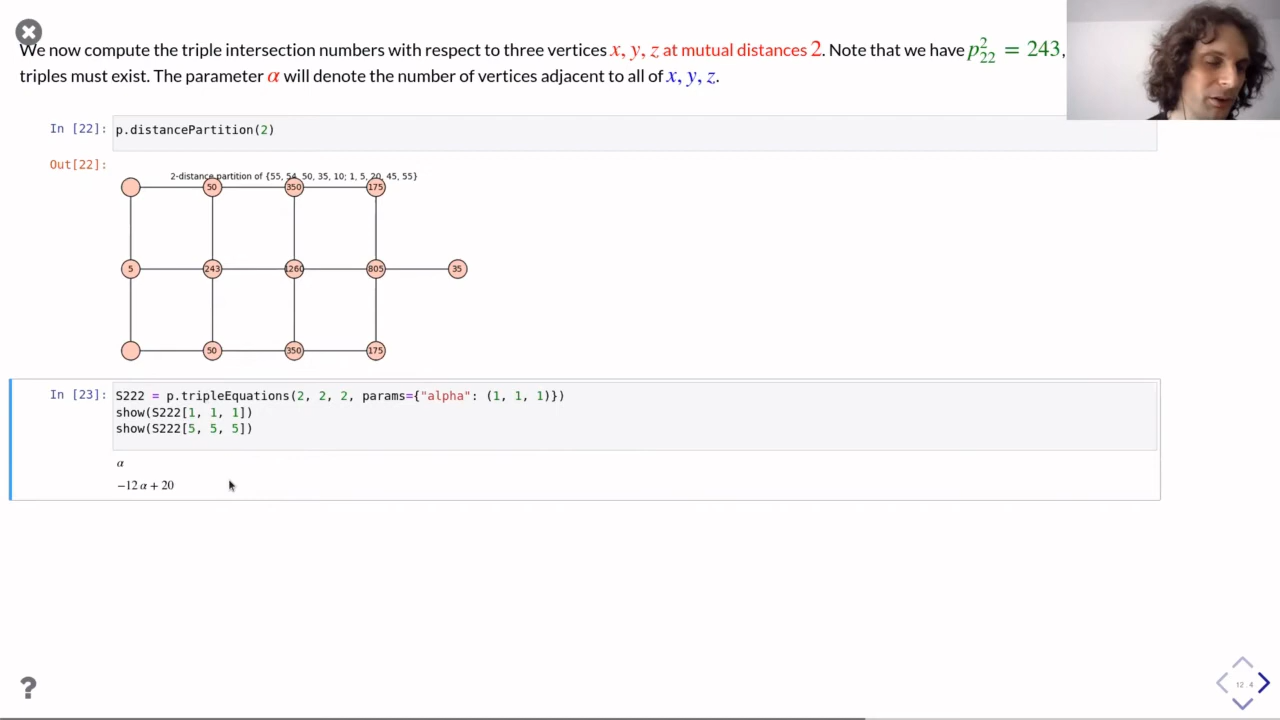 We now compute the triple intersection numbers with respect to three vertices x, y, z at mutual distances 2. Note that we have p²₂₂ = 243,
triples must exist. The parameter α will denote the number of vertices adjacent to all of x, y, z.
In [22]: p.distancePartition(2)
Out[22]:
2-distance partition of {55, 54, 50, 35, 10; 1, 5, 20, 45, 55}
50 350 175
5 243 1260 805 35
50 350 175
In [23]: S222 = p.tripleEquations(2, 2, 2, params={"alpha": (1, 1, 1)})
show(S222[1, 1, 1])
show(S222[5, 5, 5])
α
−12 α + 20
?
12.4